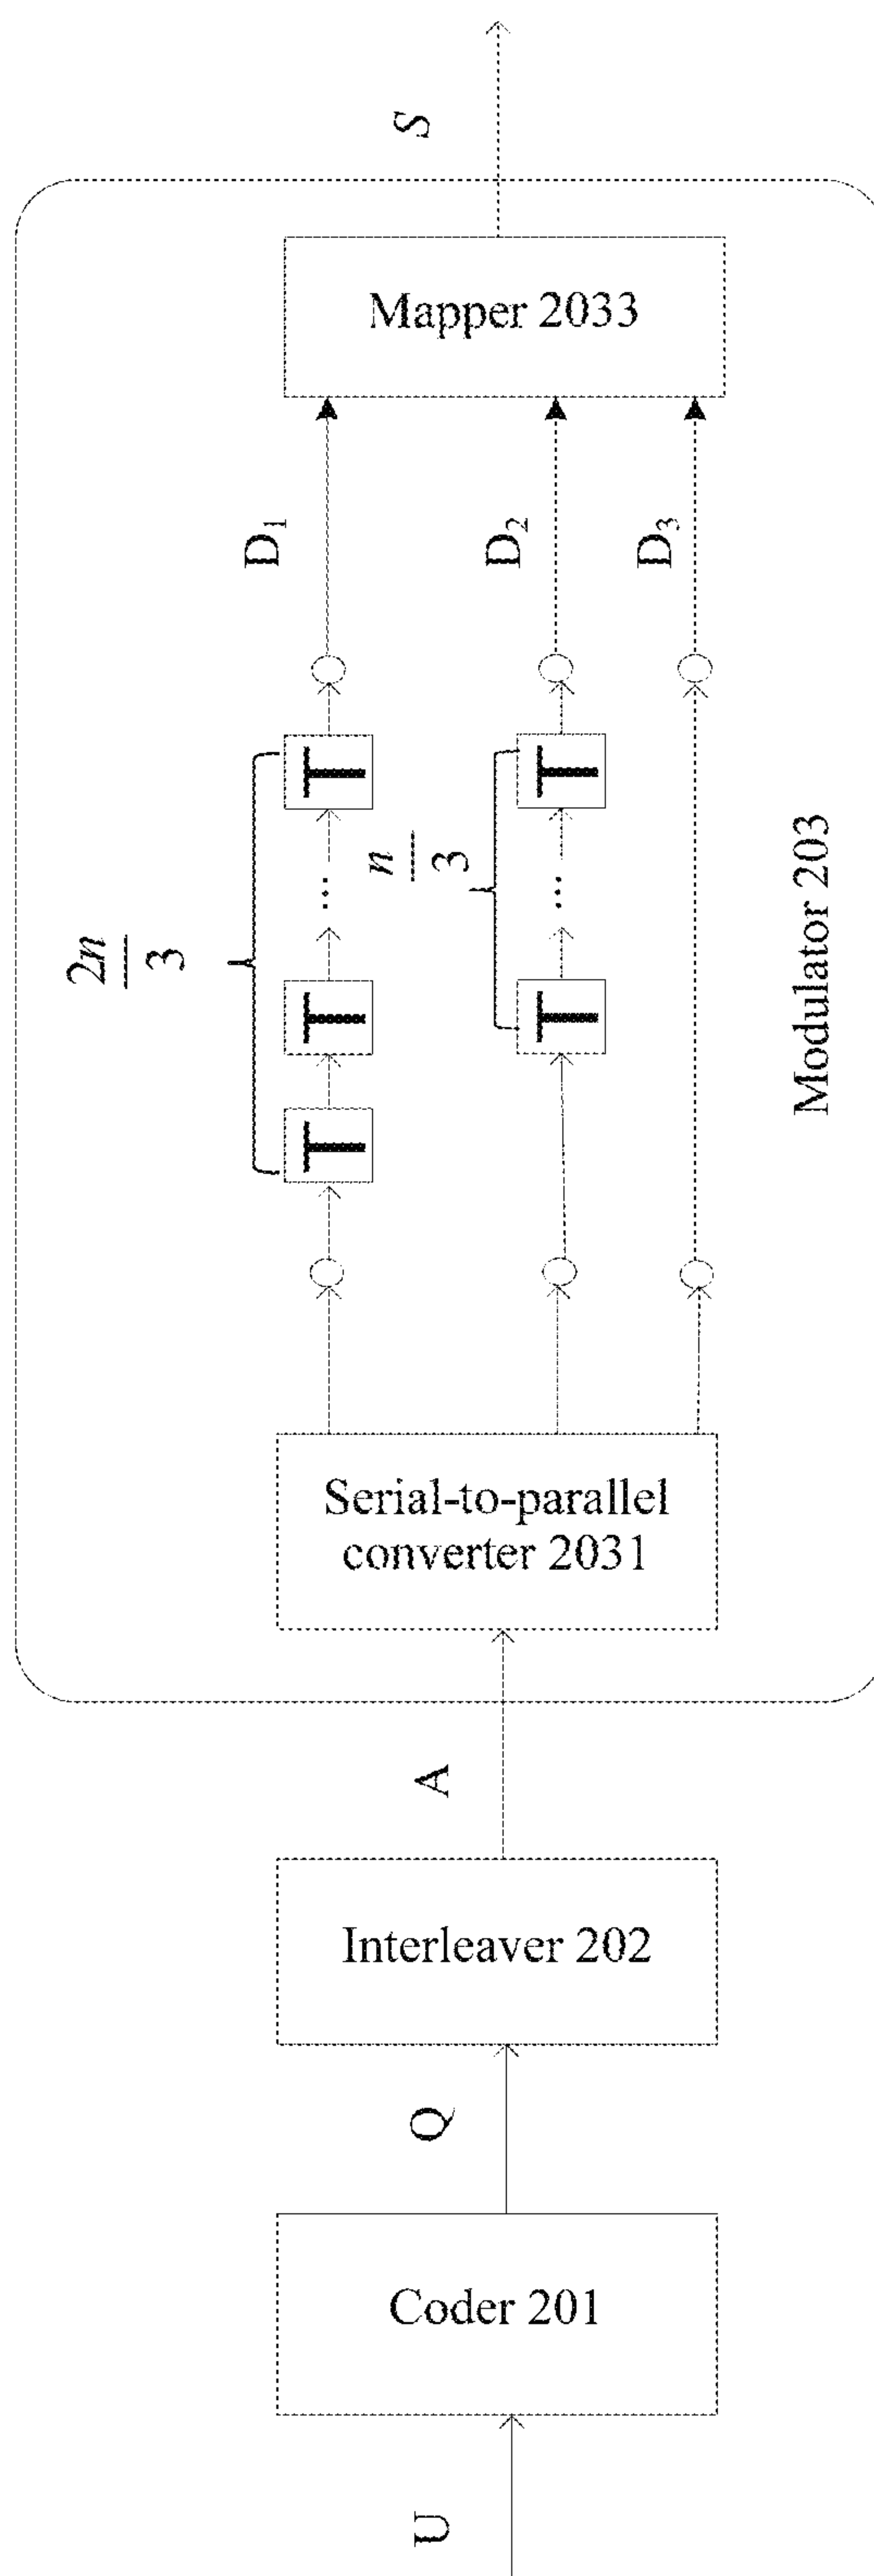 S
Mapper 2033
D₁
D₂
D₃
2n
3
T
T
...
T
n
3
T
...
T
Modulator 203
Serial-to-parallel
converter 2031
A
Interleaver 202
Q
Coder 201
U